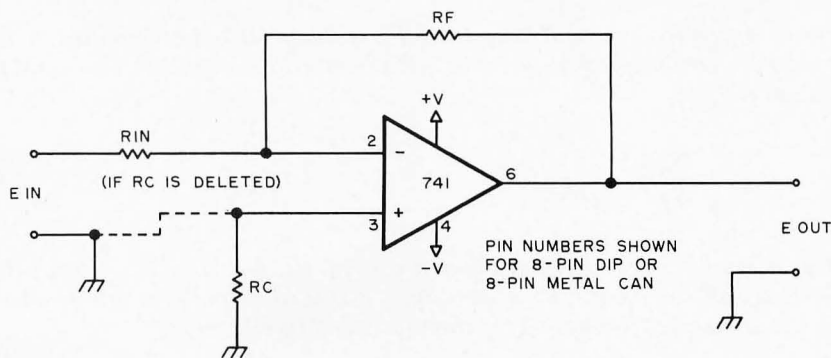 RF
+V
RIN
2
-
(IF RC IS DELETED)
741
6
E IN
+
3
4
E OUT
PIN NUMBERS SHOWN
FOR 8-PIN DIP OR
8-PIN METAL CAN
-V
RC